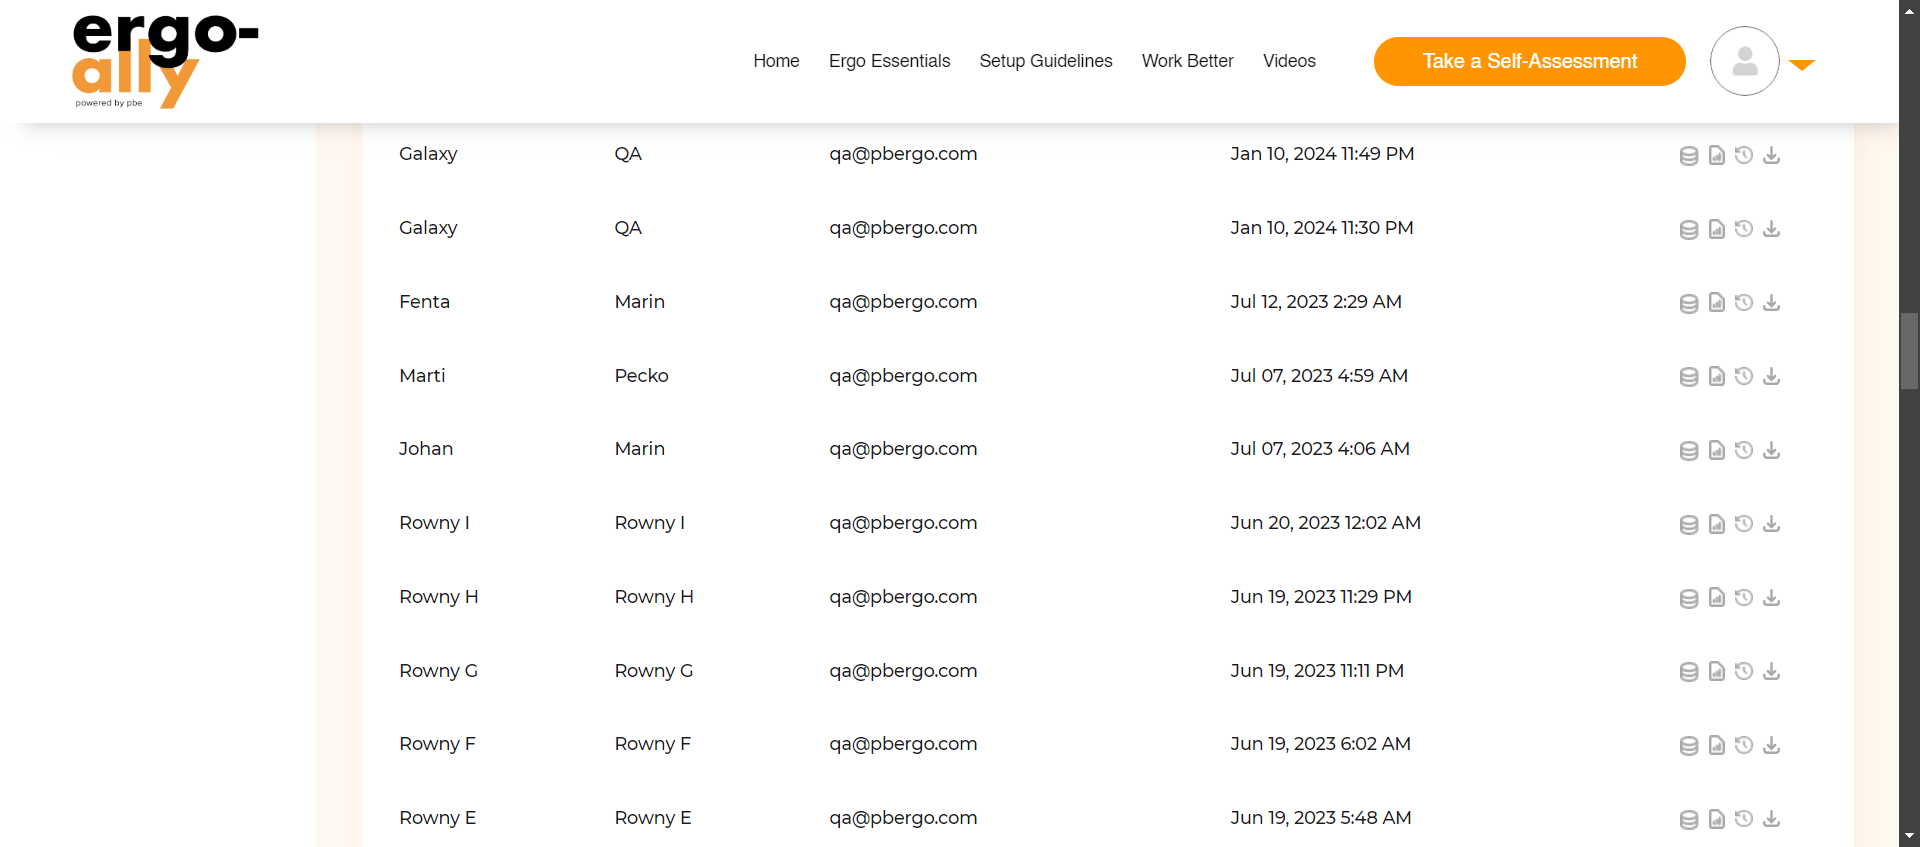 ergo-
ally
powered by pbe
Home Ergo Essentials Setup Guidelines Work Better Videos Take a Self-Assessment
Galaxy QA qa@pbergo.com Jan 10, 2024 11:49 PM
Galaxy QA qa@pbergo.com Jan 10, 2024 11:30 PM
Fenta Marin qa@pbergo.com Jul 12, 2023 2:29 AM
Marti Pecko qa@pbergo.com Jul 07, 2023 4:59 AM
Johan Marin qa@pbergo.com Jul 07, 2023 4:06 AM
Rowny I Rowny I qa@pbergo.com Jun 20, 2023 12:02 AM
Rowny H Rowny H qa@pbergo.com Jun 19, 2023 11:29 PM
Rowny G Rowny G qa@pbergo.com Jun 19, 2023 11:11 PM
Rowny F Rowny F qa@pbergo.com Jun 19, 2023 6:02 AM
Rowny E Rowny E qa@pbergo.com Jun 19, 2023 5:48 AM